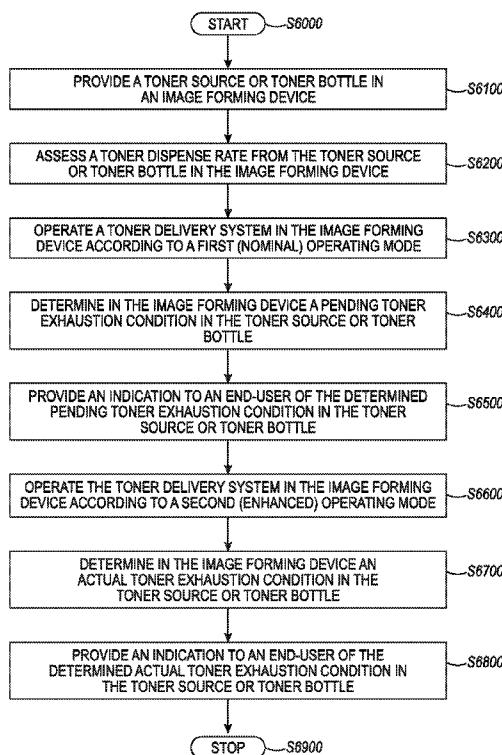 START
S6000
PROVIDE A TONER SOURCE OR TONER BOTTLE IN
AN IMAGE FORMING DEVICE
S6100
ASSESS A TONER DISPENSE RATE FROM THE TONER SOURCE
OR TONER BOTTLE IN THE IMAGE FORMING DEVICE
S6200
OPERATE A TONER DELIVERY SYSTEM IN THE IMAGE FORMING
DEVICE ACCORDING TO A FIRST (NOMINAL) OPERATING MODE
S6300
DETERMINE IN THE IMAGE FORMING DEVICE A PENDING TONER
EXHAUSTION CONDITION IN THE TONER SOURCE OR TONER
BOTTLE
S6400
PROVIDE AN INDICATION TO AN END-USER OF THE DETERMINED
PENDING TONER EXHAUSTION CONDITION IN THE TONER
SOURCE OR TONER BOTTLE
S6500
OPERATE THE TONER DELIVERY SYSTEM IN THE IMAGE FORMING
DEVICE ACCORDING TO A SECOND (ENHANCED) OPERATING MODE
S6600
DETERMINE IN THE IMAGE FORMING DEVICE AN
ACTUAL TONER EXHAUSTION CONDITION IN THE
TONER SOURCE OR TONER BOTTLE
S6700
PROVIDE AN INDICATION TO AN END-USER OF THE
DETERMINED ACTUAL TONER EXHAUSTION CONDITION IN
THE TONER SOURCE OR TONER BOTTLE
S6800
STOP
S6900